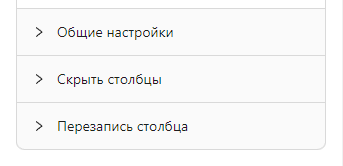 Общие настройки
Скрыть столбцы
Перезапись столбца